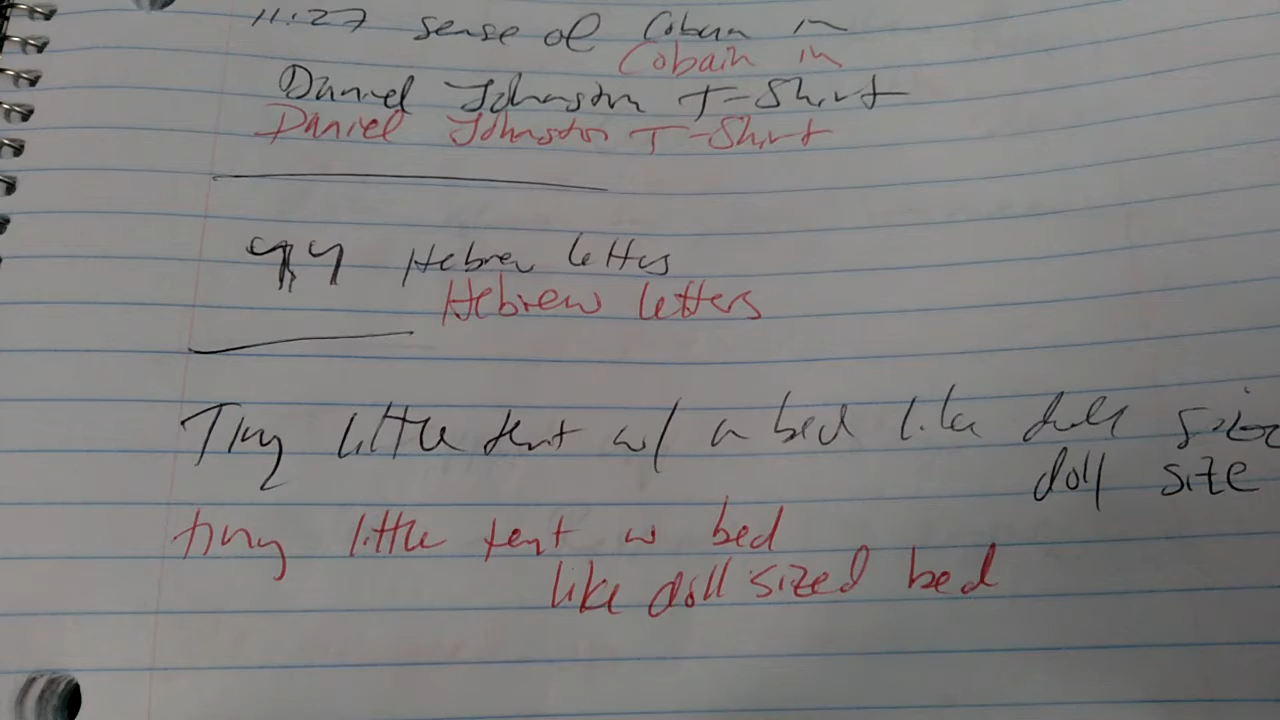 11:27 sense of Cobain in
Cobain in
Daniel Johnston T-Shirt
Daniel Johnston T-Shirt
Hebrew letters
Hebrew letters
Tiny little tent w/ a bed like doll size
doll size
tiny little tent w bed
like doll sized bed